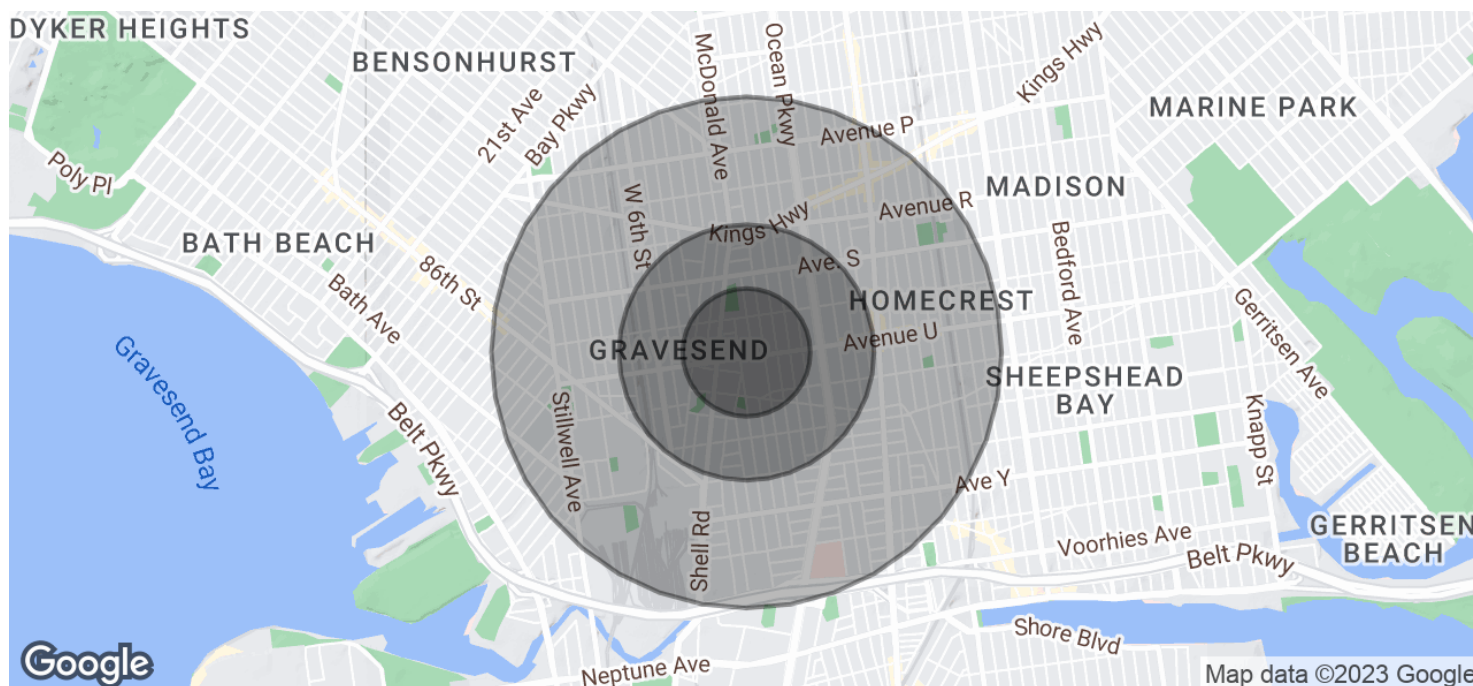 DYKER HEIGHTS
BENSONHURST
McDonald Ave
Ocean Pkwy
Kings Hwy
MARINE PARK
21st Ave
Bay Pkwy
Avenue P
Poly Pl
W 6th St
MADISON
Avenue R
Kings Hwy
BATH BEACH
86th St
Ave. S
Bedford Ave
Bath Ave
HOMECREST
Gerritsen Ave
GRAVESEND
Avenue U
Gravesend Bay
SHEEPSHEAD
BAY
Belt Pkwy
Stillwell Ave
Knapp St
Ave Y
Shell Rd
Voorhies Ave
GERRITSEN
BEACH
Belt Pkwy
Shore Blvd
Neptune Ave
Google
Map data ©2023 Google